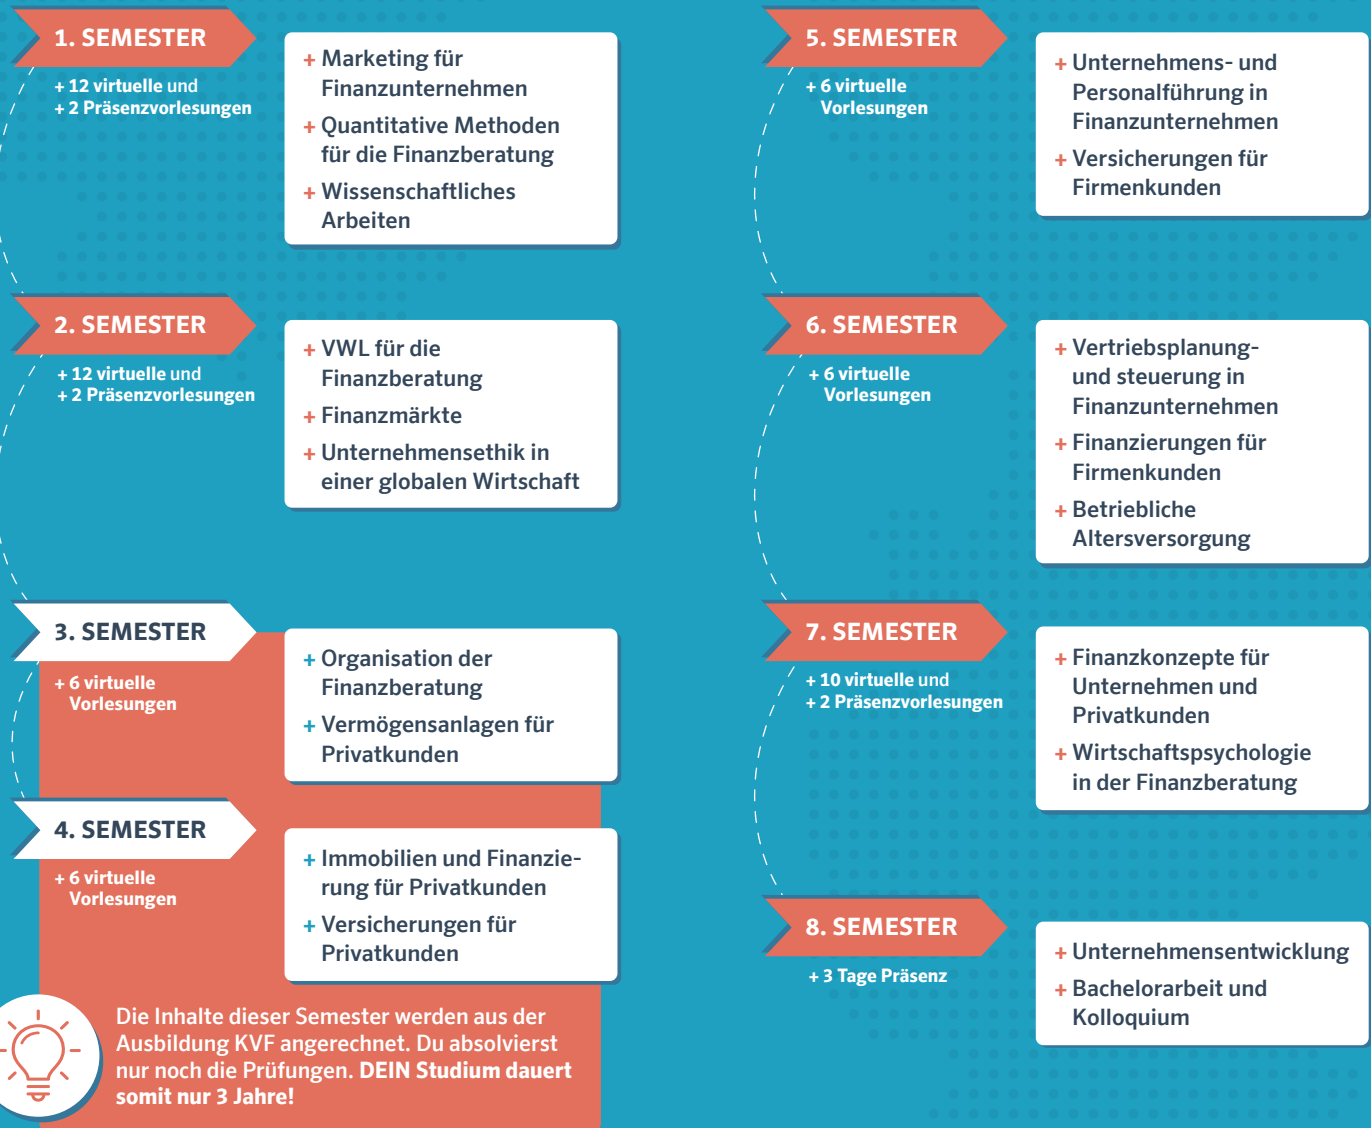 1. SEMESTER
+ 12 virtuelle und
+ 2 Präsenzvorlesungen
+ Marketing für
Finanzunternehmen
+ Quantitative Methoden
für die Finanzberatung
+ Wissenschaftliches
Arbeiten
2. SEMESTER
+ 12 virtuelle und
+ 2 Präsenzvorlesungen
+ VWL für die
Finanzberatung
+ Finanzmärkte
+ Unternehmensethik in
einer globalen Wirtschaft
3. SEMESTER
+ 6 virtuelle
Vorlesungen
+ Organisation der
Finanzberatung
+ Vermögensanlagen für
Privatkunden
4. SEMESTER
+ 6 virtuelle
Vorlesungen
+ Immobilien und Finanzie-
rung für Privatkunden
+ Versicherungen für
Privatkunden
Die Inhalte dieser Semester werden aus der
Ausbildung KVF angerechnet. Du absolvierst
nur noch die Prüfungen. DEIN Studium dauert
somit nur 3 Jahre!
5. SEMESTER
+ 6 virtuelle
Vorlesungen
+ Unternehmens- und
Personalführung in
Finanzunternehmen
+ Versicherungen für
Firmenkunden
6. SEMESTER
+ 6 virtuelle
Vorlesungen
+ Vertriebsplanung-
und steuerung in
Finanzunternehmen
+ Finanzierungen für
Firmenkunden
+ Betriebliche
Altersversorgung
7. SEMESTER
+ 10 virtuelle und
+ 2 Präsenzvorlesungen
+ Finanzkonzepte für
Unternehmen und
Privatkunden
+ Wirtschaftspsychologie
in der Finanzberatung
8. SEMESTER
+ 3 Tage Präsenz
+ Unternehmensentwicklung
+ Bachelorarbeit und
Kolloquium